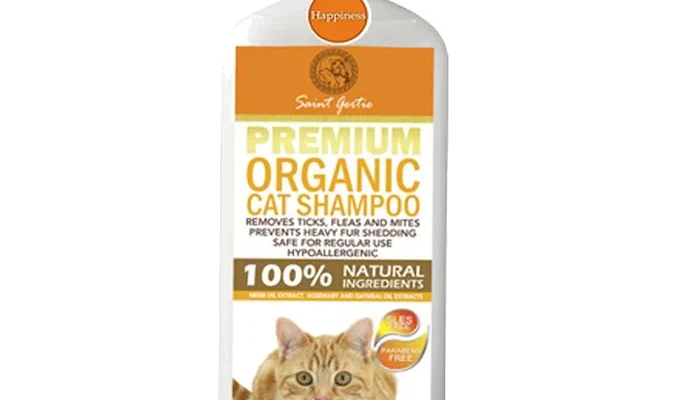 Happiness
Saint Gertie
PREMIUM
ORGANIC
CAT SHAMPOO
REMOVES TICKS, FLEAS AND MITES
PREVENTS HEAVY FUR SHEDDING
SAFE FOR REGULAR USE
HYPOALLERGENIC
100% NATURAL
INGREDIENTS
NEEM OIL EXTRACT, ROSEMARY AND OATMEAL OIL EXTRACTS
SLES
FREE
PARABENS
FREE